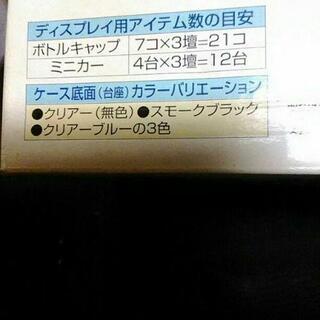 ディスプレイ用アイテム数の目安
ボトルキャップ 7コ×3壇=21コ
ミニカー 4台×3壇=12台
ケース底面(台座)カラーバリエーション
●クリアー(無色)●スモークブラック
●クリアーブルーの3色